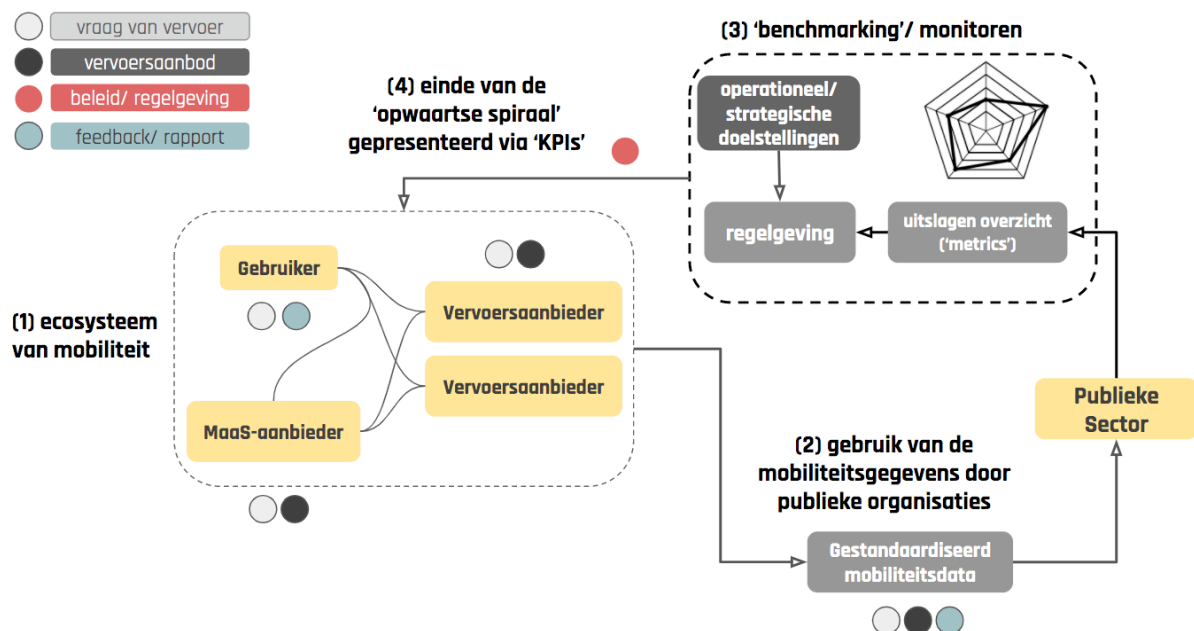 vraag van vervoer
vervoersaanbod
beleid/ regelgeving
feedback/ rapport
(3) ‘benchmarking’/ monitoren
(4) einde van de
‘opwaartse spiraal’
gepresenteerd via ‘KPIs’
operationeel/
strategische
doelstellingen
regelgeving
uitslagen overzicht
(‘metrics’)
(1) ecosysteem
van mobiliteit
Gebruiker
Vervoersaanbieder
Vervoersaanbieder
MaaS-aanbieder
Publieke
Sector
(2) gebruik van de
mobiliteitsgegevens door
publieke organisaties
Gestandaardiseerd
mobiliteitsdata